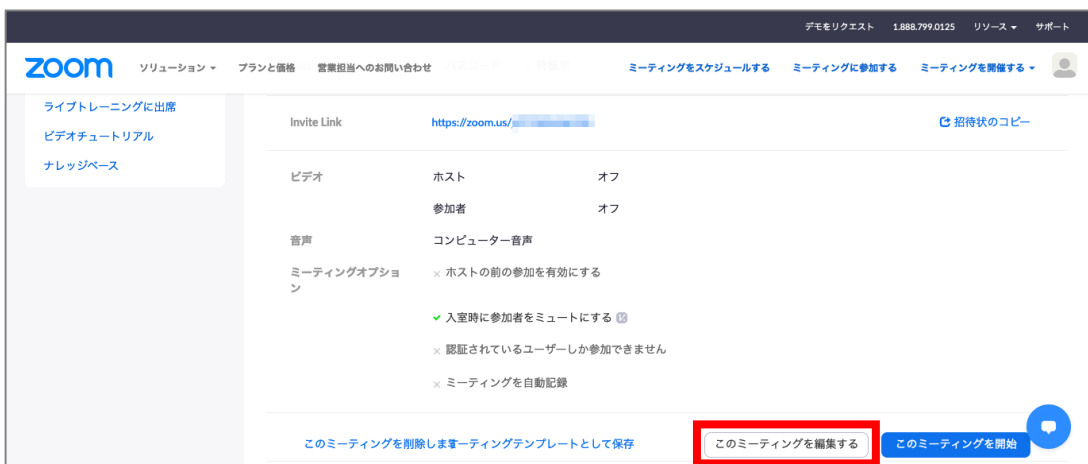 デモをリクエスト 1.888.799.0125 リソース サポート
zoom ソリューション プランと価格 営業担当へのお問い合わせ ミーティングをスケジュールする ミーティングに参加する ミーティングを開催する
ライブトレーニングに出席
ビデオチュートリアル
ナレッジベース
Invite Link https://zoom.us/ 招待状のコピー
ビデオ ホスト オフ
参加者 オフ
音声 コンピューター音声
ミーティングオプション × ホストの前の参加を有効にする
✓ 入室時に参加者をミュートにする
× 認証されているユーザーしか参加できません
× ミーティングを自動記録
このミーティングを削除します ーティングテンプレートとして保存 このミーティングを編集する このミーティングを開始